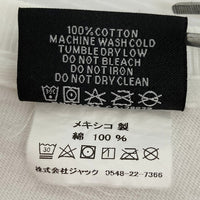 100% COTTON
MACHINE WASH COLD
TUMBLE DRY LOW
DO NOT BLEACH
DO NOT IRON
DO NOT DRY CLEAN
メキシコ 製
綿 100 %
株式会社ジャック 0548-22-7366